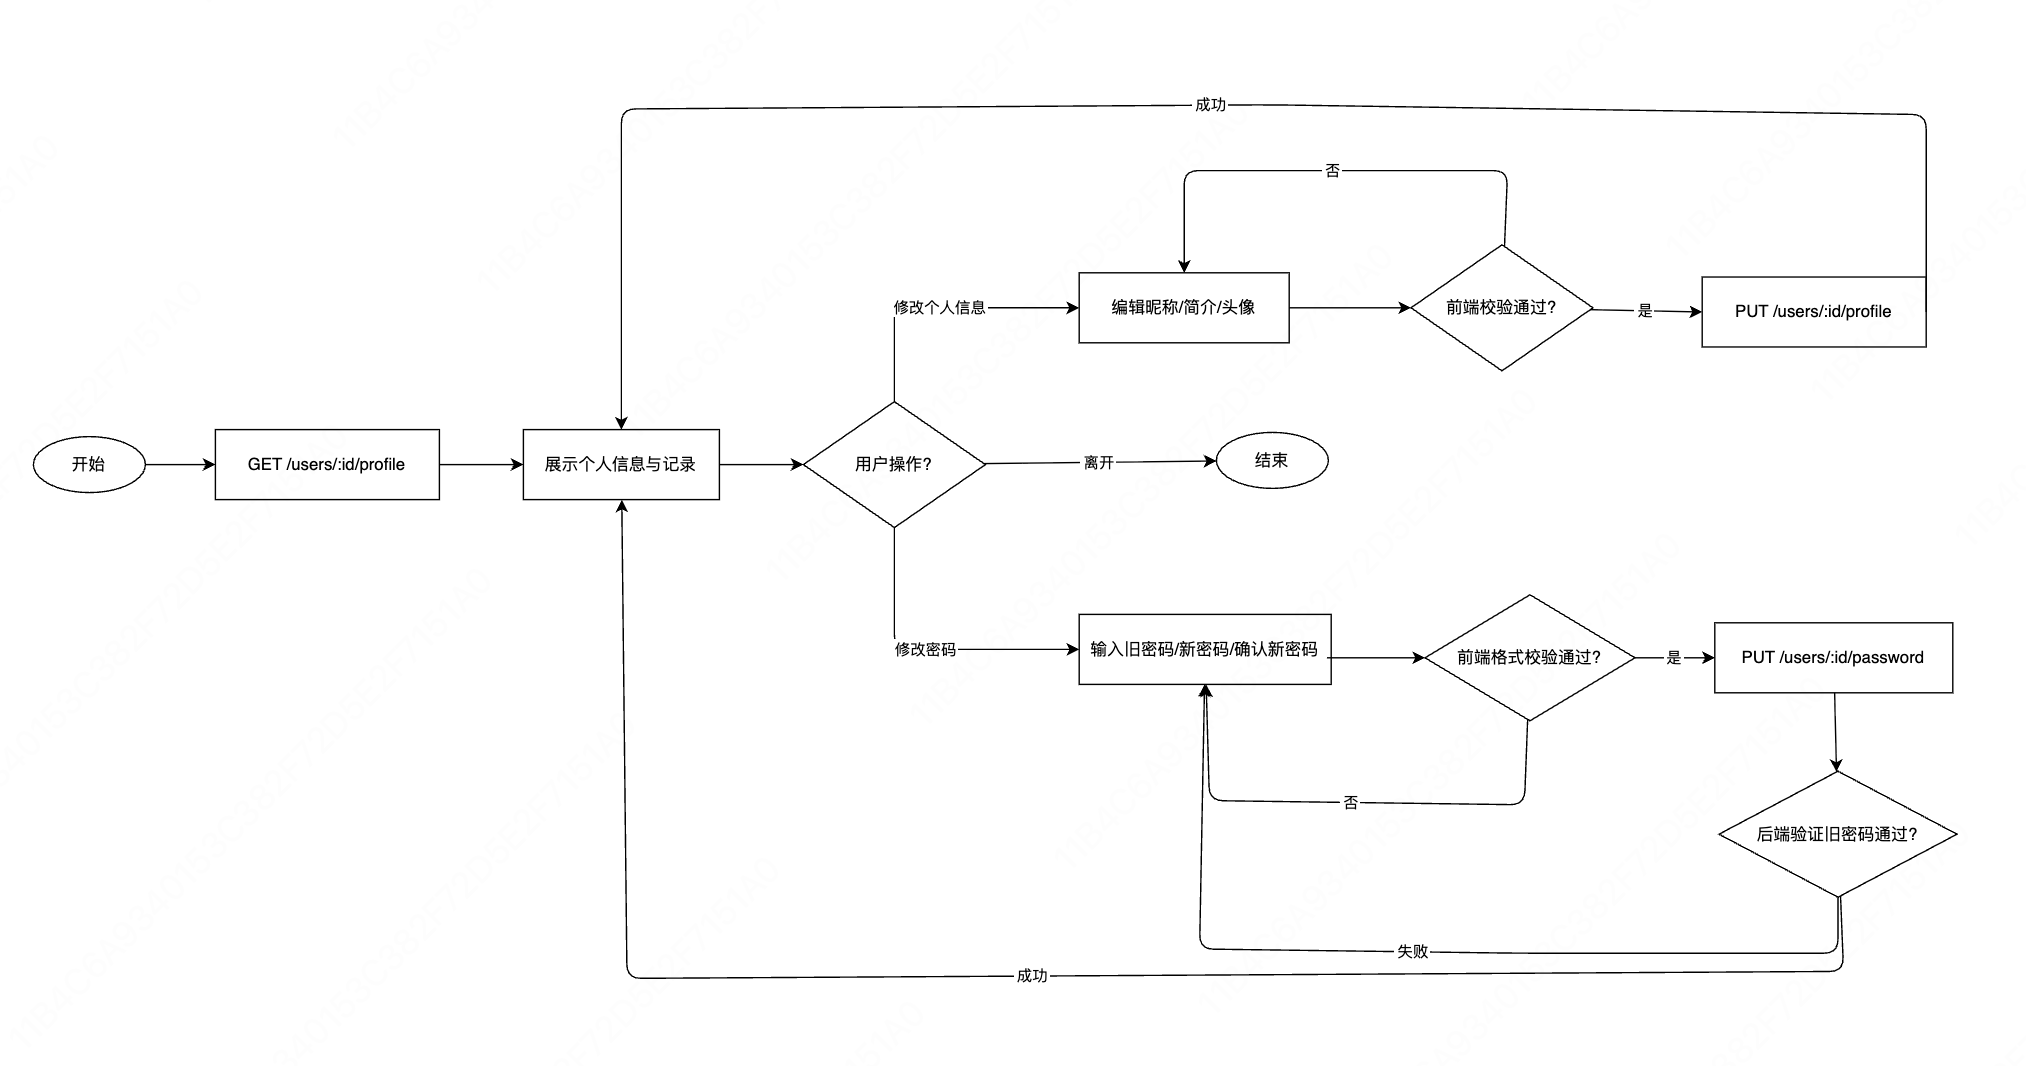 成功
否
修改个人信息
编辑昵称/简介/头像
前端校验通过?
是
PUT /users/:id/profile
开始
GET /users/:id/profile
展示个人信息与记录
用户操作?
离开
结束
修改密码
输入旧密码/新密码/确认新密码
前端格式校验通过?
是
PUT /users/:id/password
否
后端验证旧密码通过?
失败
成功